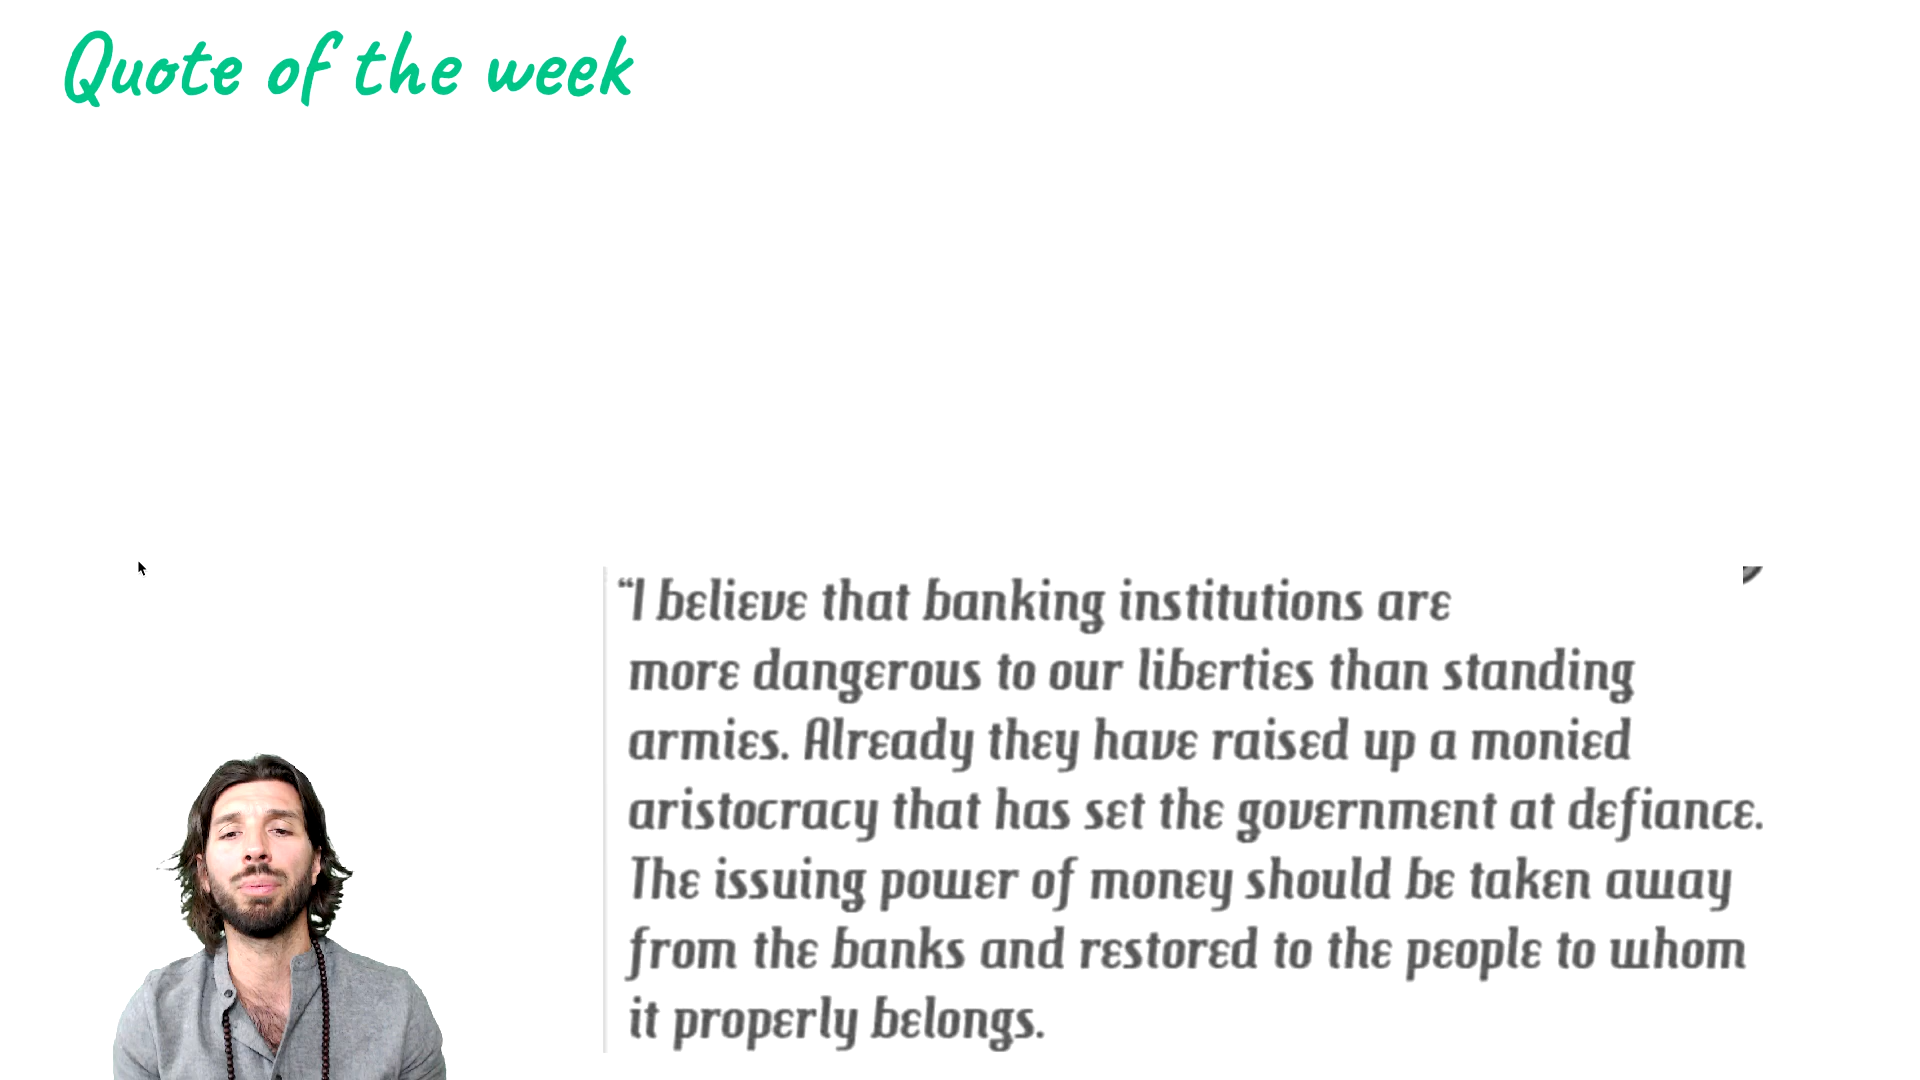 Quote of the week
“I believe that banking institutions are
more dangerous to our liberties than standing
armies. Already they have raised up a monied
aristocracy that has set the government at defiance.
The issuing power of money should be taken away
from the banks and restored to the people to whom
it properly belongs.